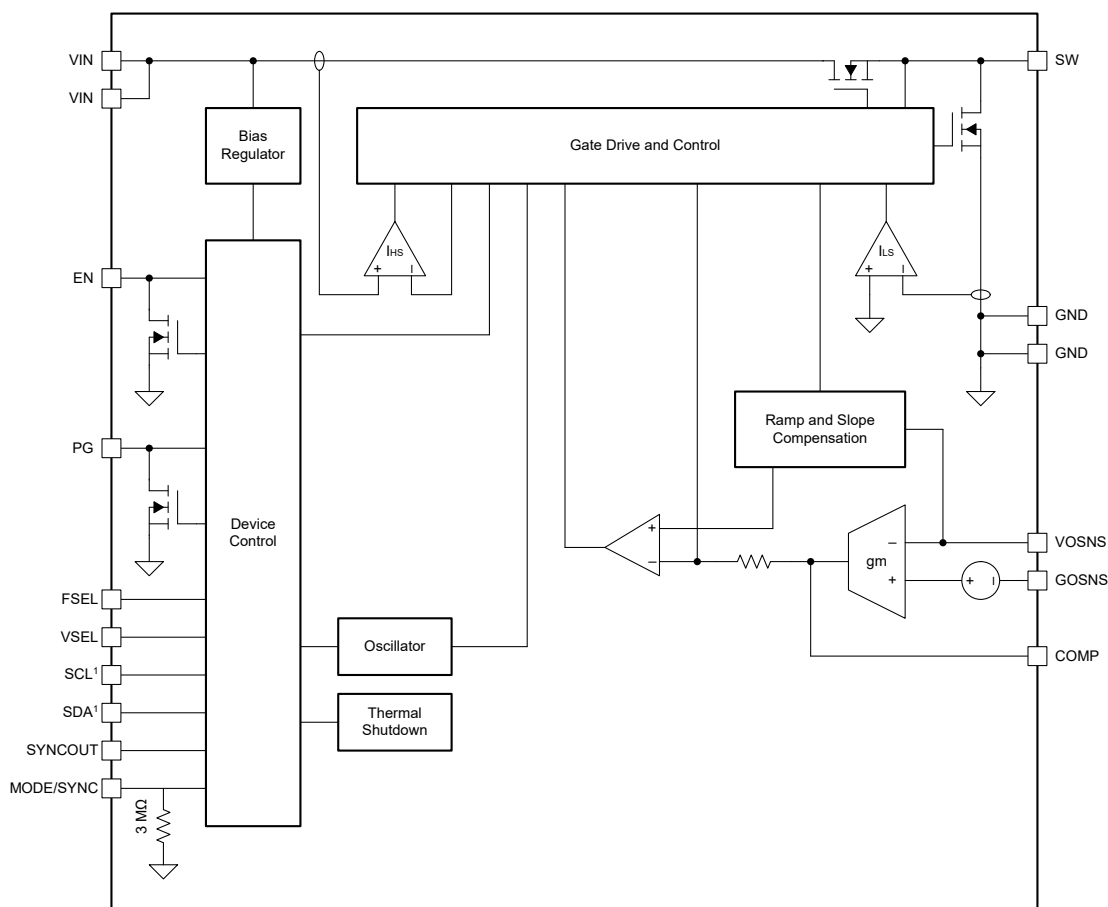 VIN
SW
VIN
Bias
Regulator
Gate Drive and Control
IHS
+
–
ILS
+
–
EN
GND
GND
Ramp and Slope
Compensation
PG
Device
Control
+
–
gm
–
+
+
–
VOSNS
GOSNS
FSEL
VSEL
Oscillator
COMP
SCL¹
SDA¹
Thermal
Shutdown
SYNCOUT
MODE/SYNC
3 MΩ